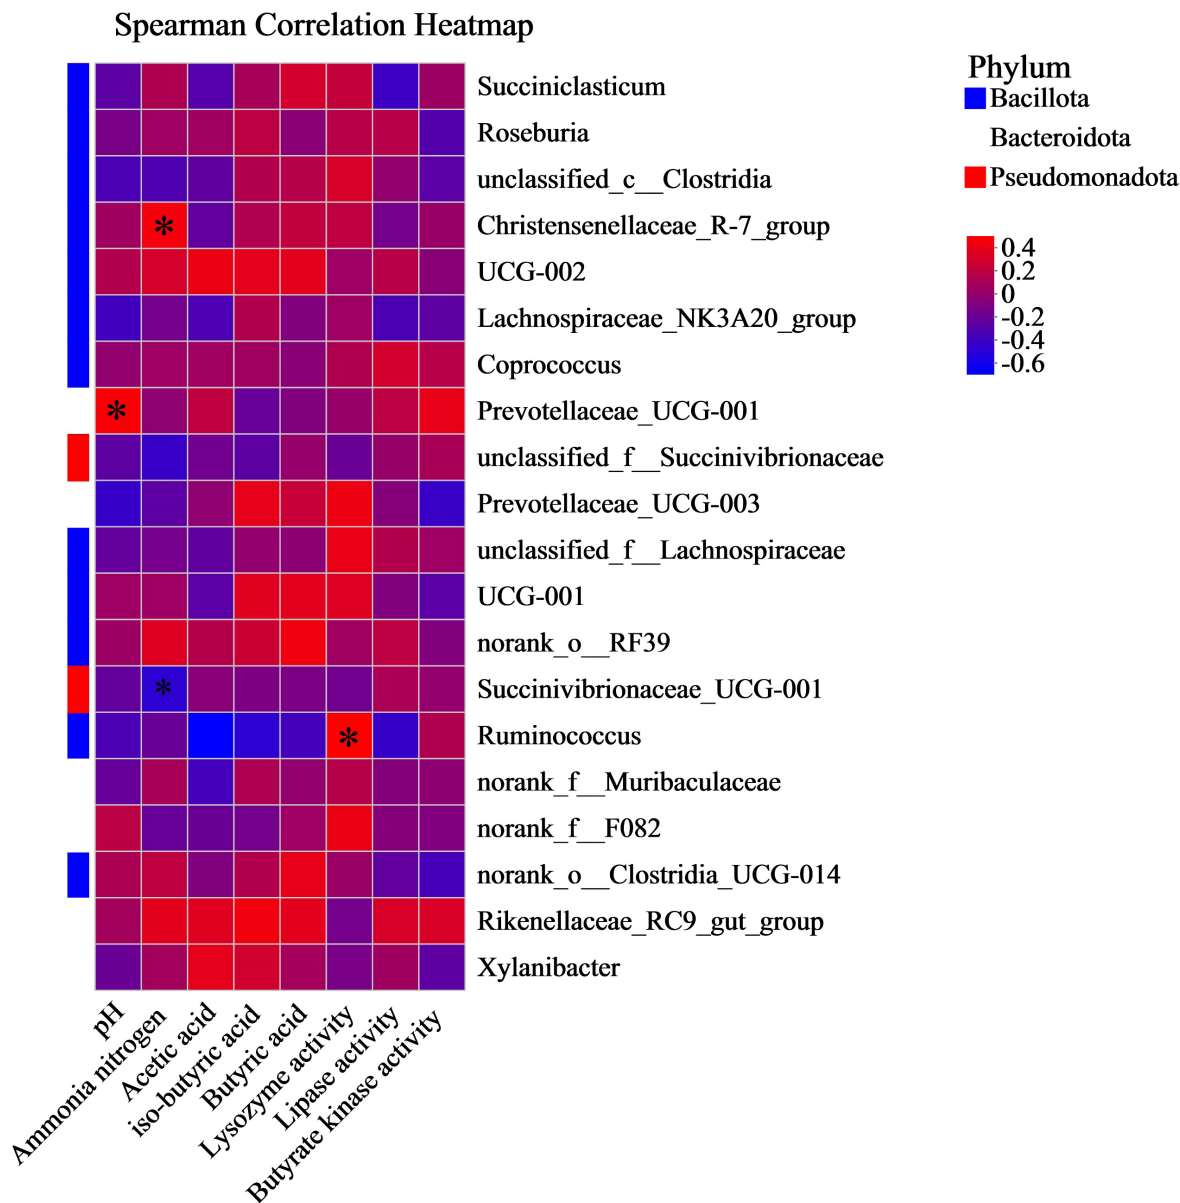 Spearman Correlation Heatmap
Succiniclasticum
Roseburia
unclassified_c__Clostridia
Christensenellaceae_R-7_group
UCG-002
Lachnospiraceae_NK3A20_group
Coprococcus
Prevotellaceae_UCG-001
unclassified_f__Succinivibrionaceae
Prevotellaceae_UCG-003
unclassified_f__Lachnospiraceae
UCG-001
norank_o__RF39
Succinivibrionaceae_UCG-001
Ruminococcus
norank_f__Muribaculaceae
norank_f__F082
norank_o__Clostridia_UCG-014
Rikenellaceae_RC9_gut_group
Xylanibacter
*
*
*
*
pH
Ammonia nitrogen
Acetic acid
iso-butyric acid
Butyric acid
Lysozyme activity
Lipase activity
Butyrate kinase activity
Phylum
Bacillota
Bacteroidota
Pseudomonadota
0.4
0.2
0
-0.2
-0.4
-0.6